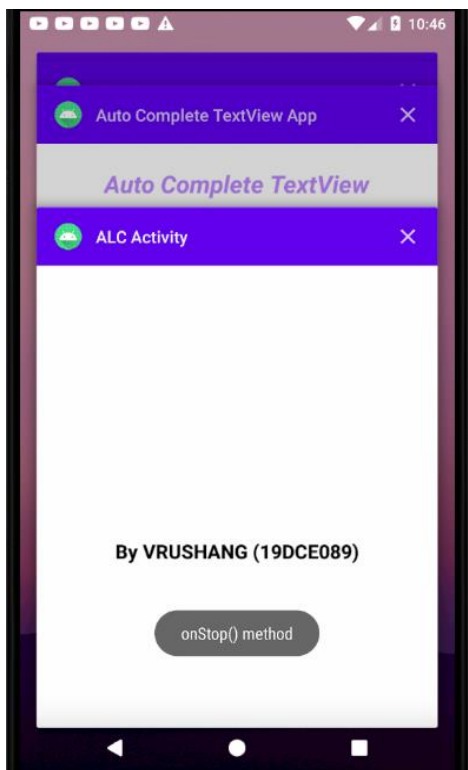 10:46
Auto Complete TextView App
Auto Complete TextView
ALC Activity
By VRUSHANG (19DCE089)
onStop() method